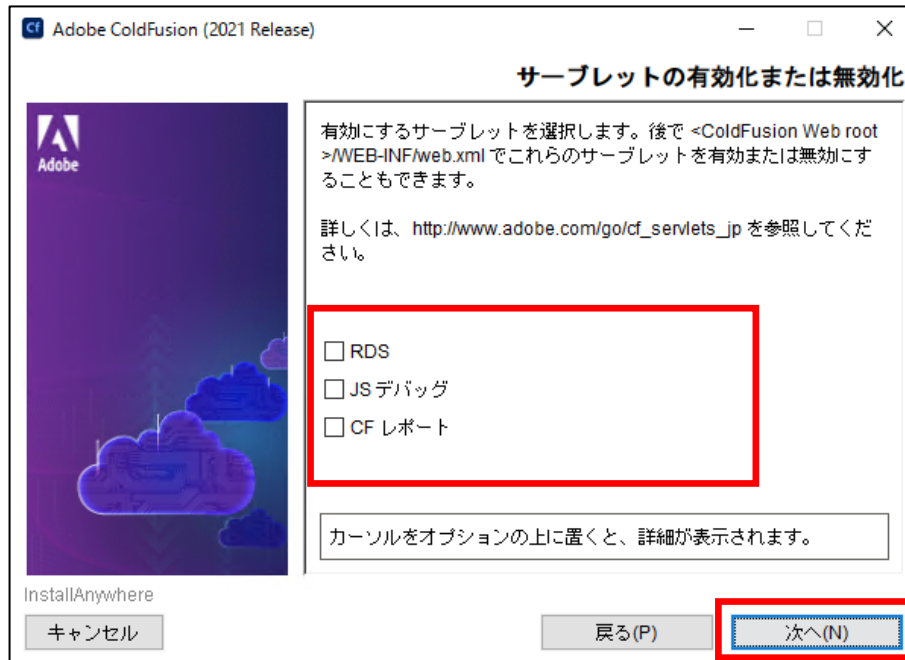 Cf Adobe ColdFusion (2021 Release)
サーブレットの有効化または無効化
Adobe
有効にするサーブレットを選択します。後で <ColdFusion Web root
>/WEB-INF/web.xml でこれらのサーブレットを有効または無効にす
ることもできます。
詳しくは、http://www.adobe.com/go/cf_servlets_jp を参照してくだ
さい。
RDS
JS デバッグ
CF レポート
カーソルをオプションの上に置くと、詳細が表示されます。
InstallAnywhere
キャンセル
戻る(P)
次へ(N)